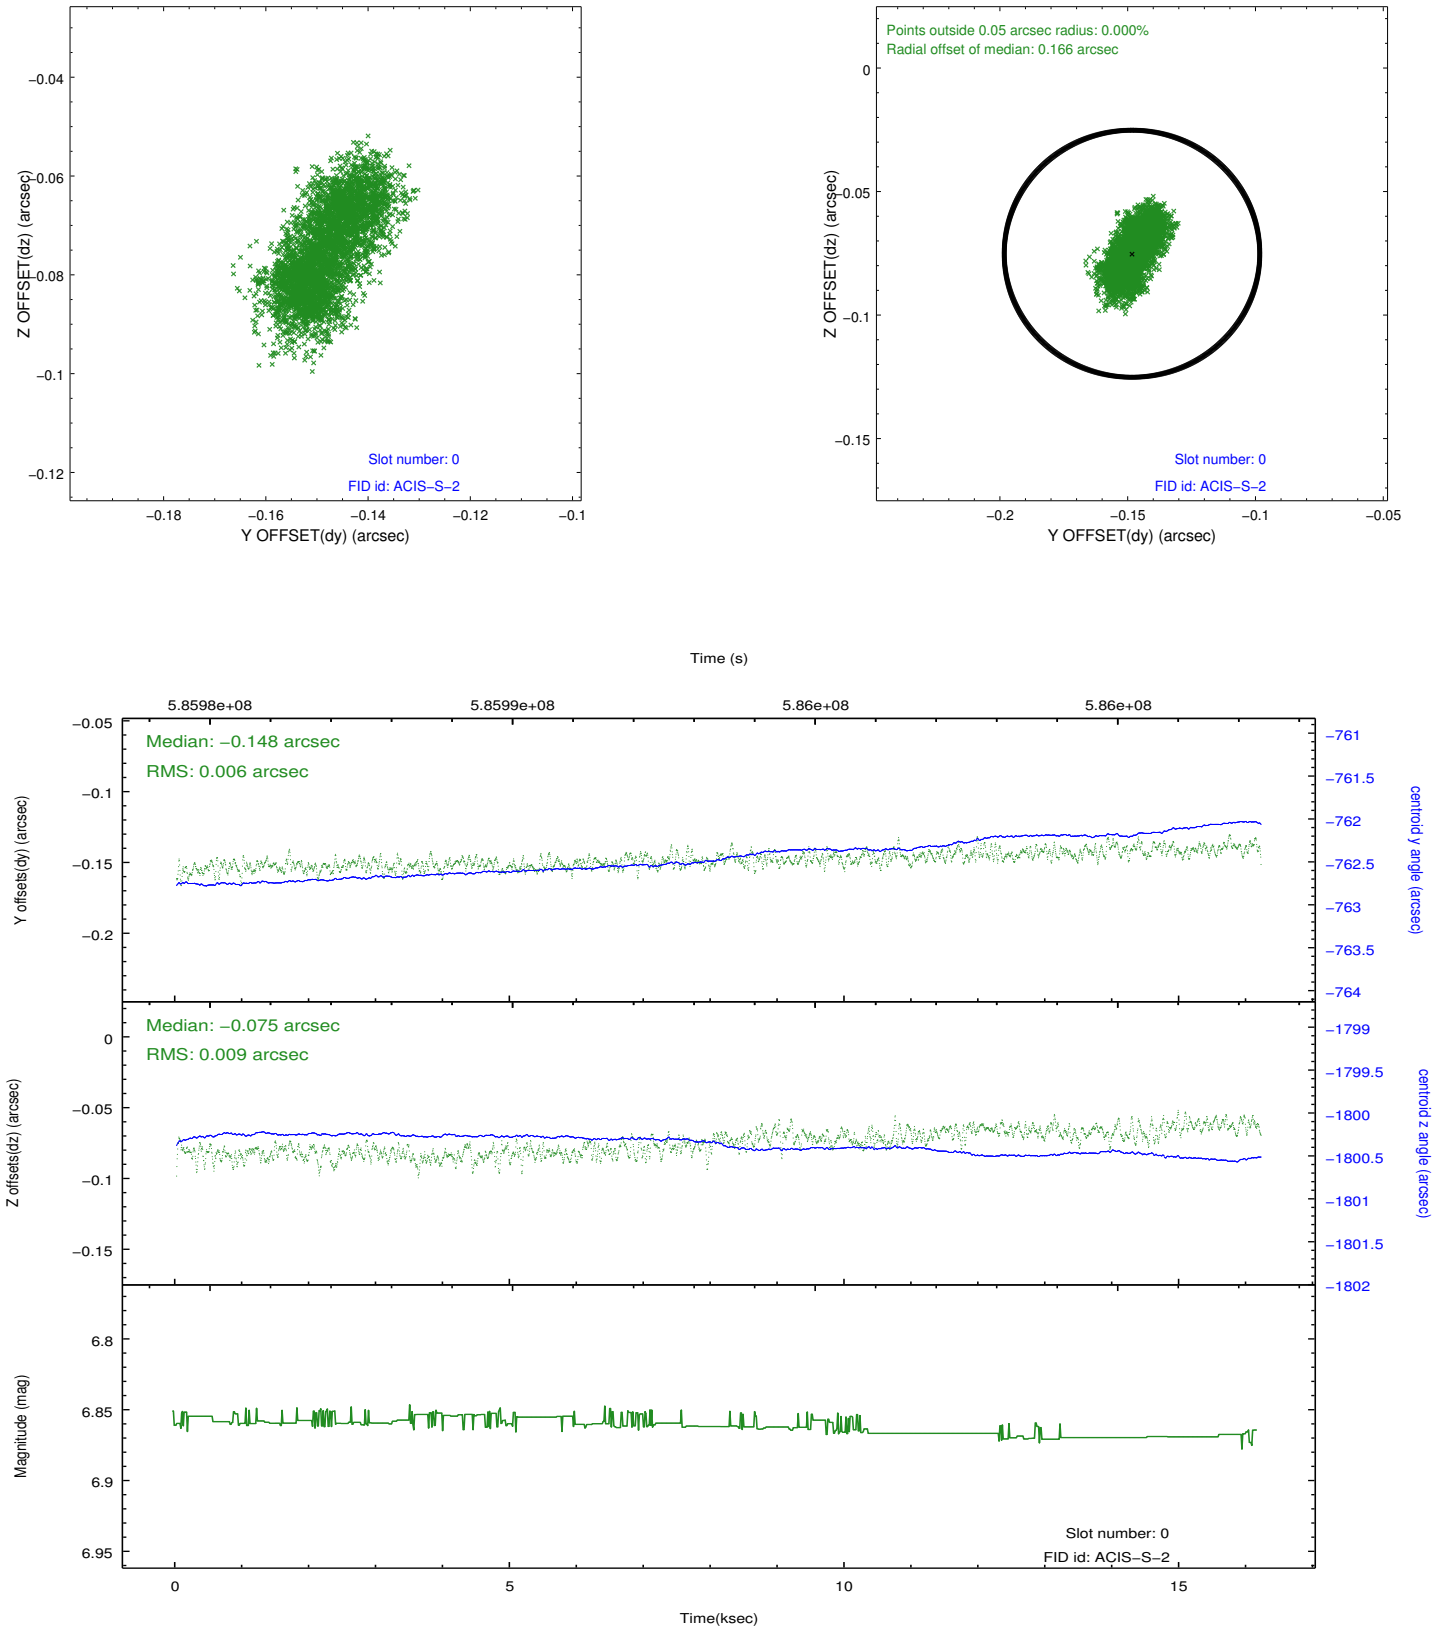 −0.04
−0.06
−0.08
−0.1
−0.12
Z OFFSET(dz) (arcsec)
Slot number: 0
FID id: ACIS−S−2
−0.18
−0.16
−0.14
−0.12
−0.1
Y OFFSET(dy) (arcsec)
Points outside 0.05 arcsec radius: 0.000%
Radial offset of median: 0.166 arcsec
0
−0.05
−0.1
−0.15
Z OFFSET(dz) (arcsec)
Slot number: 0
FID id: ACIS−S−2
−0.2
−0.15
−0.1
−0.05
Y OFFSET(dy) (arcsec)
Time (s)
5.8598e+08
5.8599e+08
5.86e+08
5.86e+08
−0.05
−0.1
−0.15
−0.2
Y offsets(dy) (arcsec)
Median: −0.148 arcsec
RMS: 0.006 arcsec
−761
−761.5
−762
−762.5
−763
−763.5
−764
centroid y angle (arcsec)
0
−0.05
−0.1
−0.15
Z offsets(dz) (arcsec)
Median: −0.075 arcsec
RMS: 0.009 arcsec
−1799
−1799.5
−1800
−1800.5
−1801
−1801.5
−1802
centroid z angle (arcsec)
6.8
6.85
6.9
6.95
Magnitude (mag)
Slot number: 0
FID id: ACIS−S−2
0
5
10
15
Time(ksec)